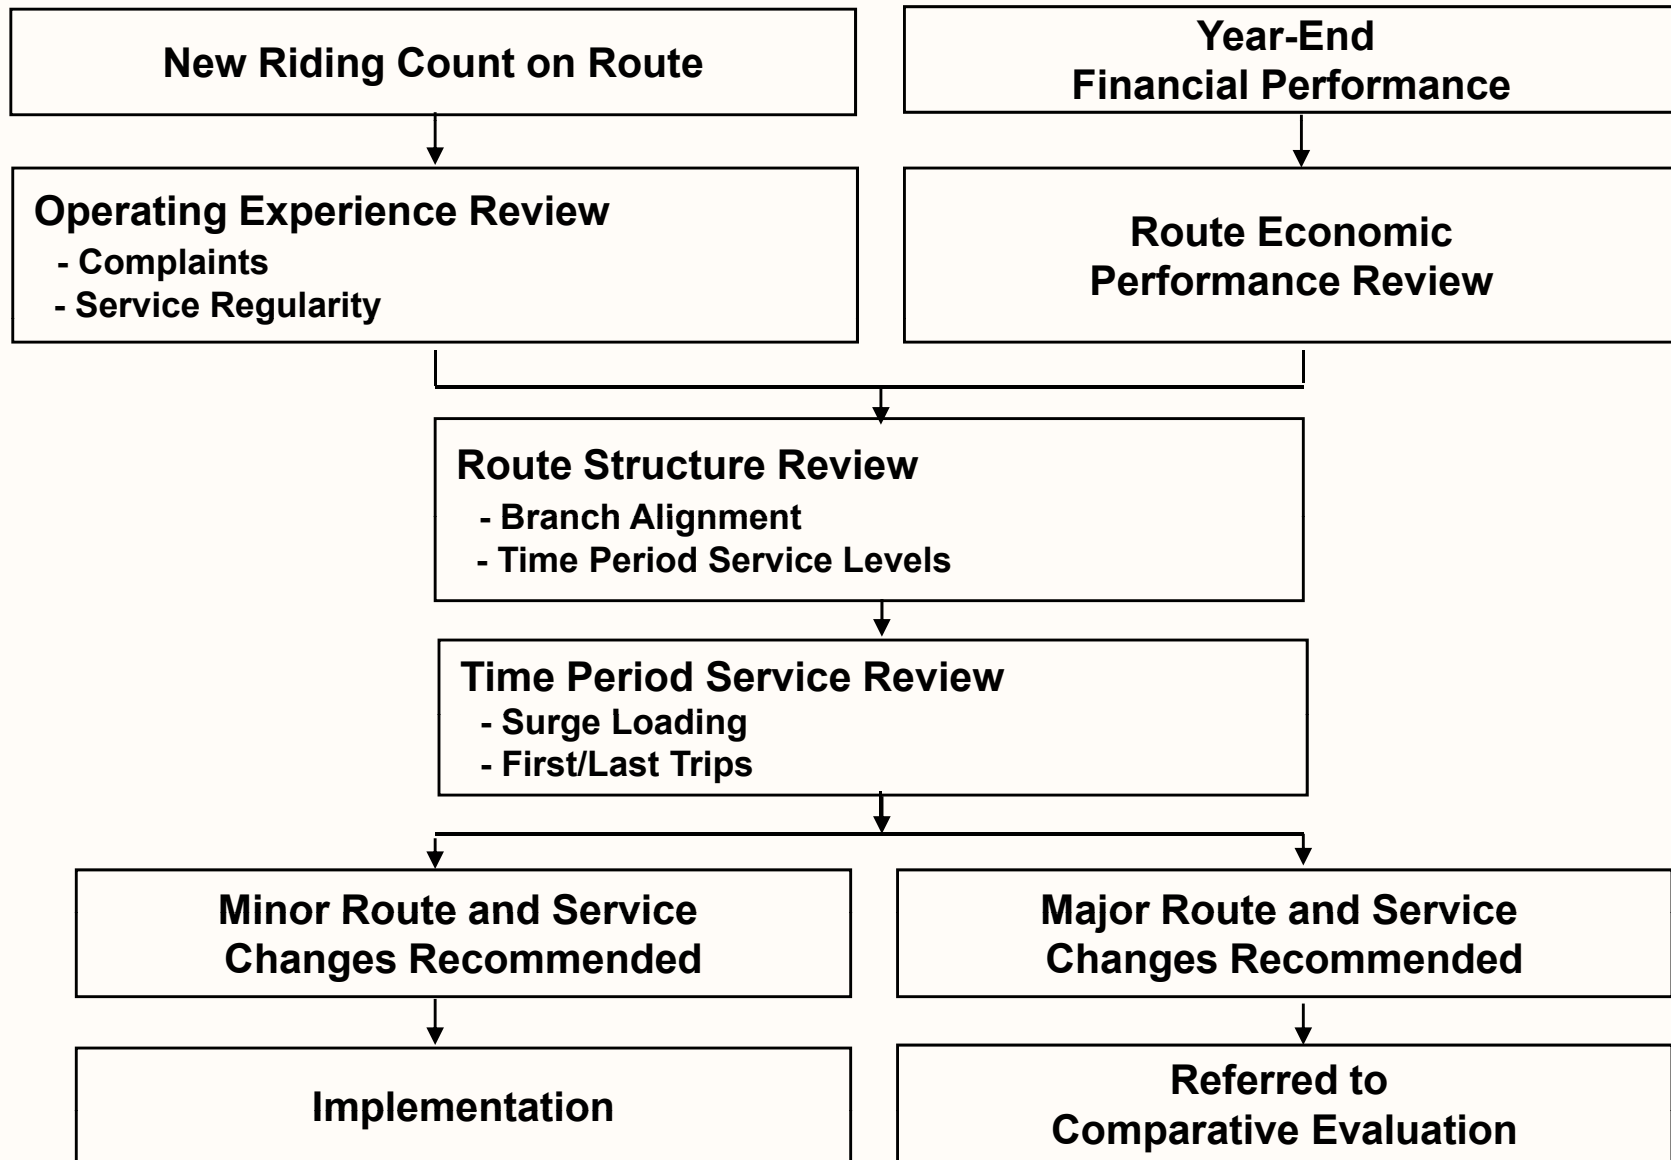 New Riding Count on Route
Year-End
Financial Performance
Operating Experience Review
- Complaints
- Service Regularity
Route Economic
Performance Review
Route Structure Review
- Branch Alignment
- Time Period Service Levels
Time Period Service Review
- Surge Loading
- First/Last Trips
Minor Route and Service
Changes Recommended
Major Route and Service
Changes Recommended
Implementation
Referred to
Comparative Evaluation